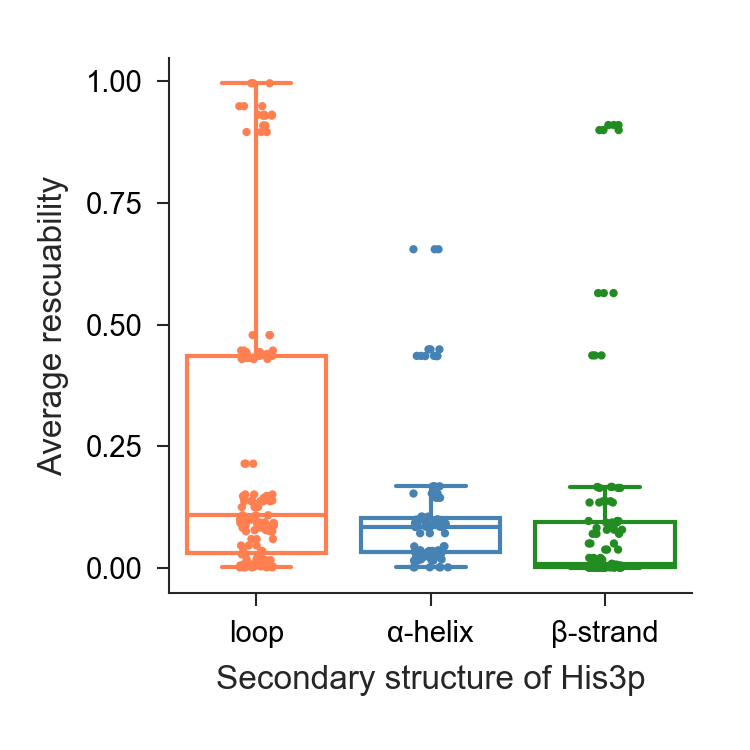 Average rescuability
1.00
0.75
0.50
0.25
0.00
loop α-helix β-strand
Secondary structure of His3p